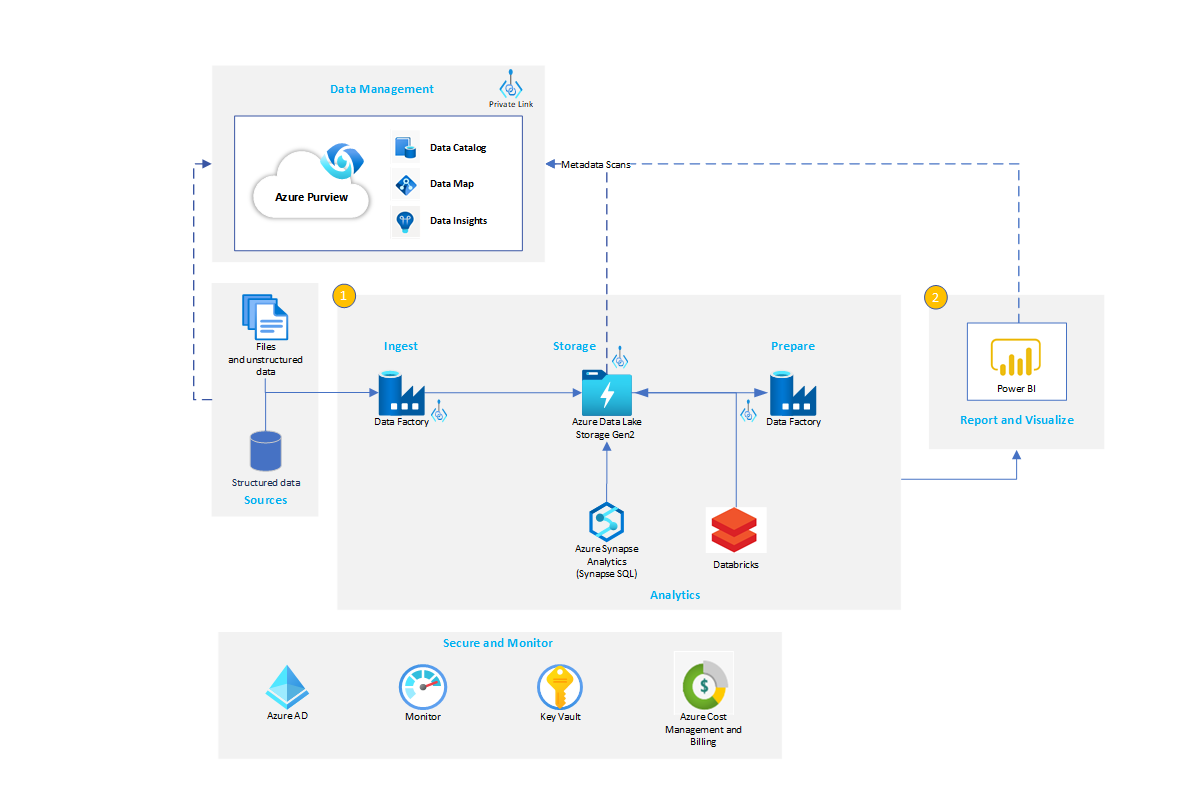 Data Management
Private Link
Data Catalog
Azure Purview
Data Map
Data Insights
Metadata Scans
1
2
Files
and unstructured
data
Structured data
Sources
Ingest
Storage
Prepare
Data Factory
Azure Data Lake
Storage Gen2
Data Factory
Azure Synapse
Analytics
(Synapse SQL)
Databricks
Analytics
Power BI
Report and Visualize
Secure and Monitor
Azure AD
Monitor
Key Vault
$
Azure Cost
Management and
Billing